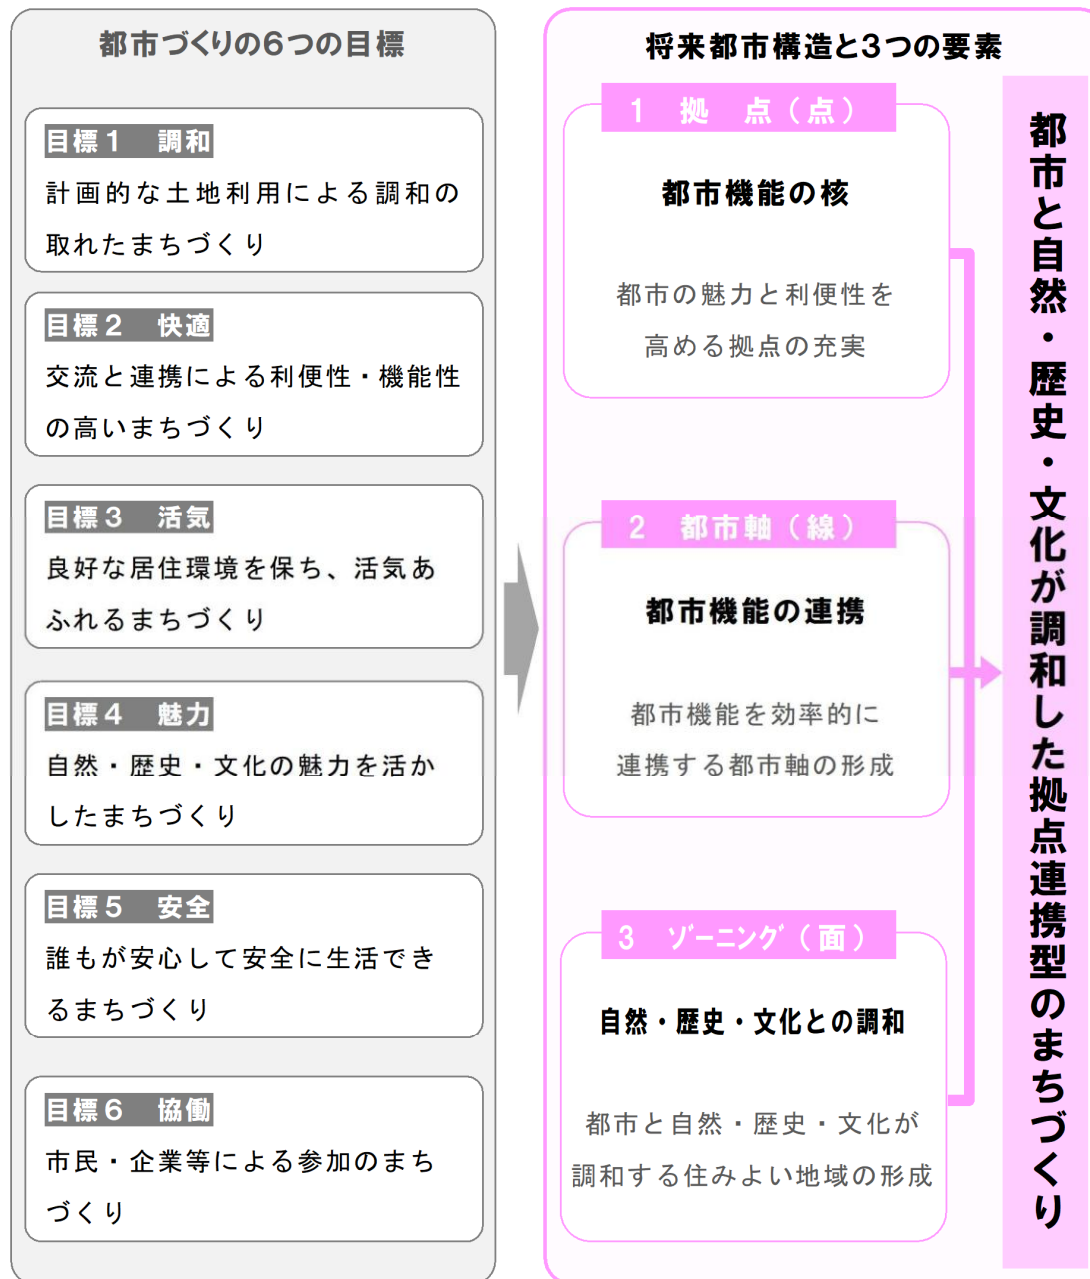 都市づくりの6つの目標
目標1　調和
計画的な土地利用による調和の
取れたまちづくり
目標2　快適
交流と連携による利便性・機能性
の高いまちづくり
目標3　活気
良好な居住環境を保ち、活気あ
ふれるまちづくり
目標4　魅力
自然・歴史・文化の魅力を活か
したまちづくり
目標5　安全
誰もが安心して安全に生活でき
るまちづくり
目標6　協働
市民・企業等による参加のまち
づくり
将来都市構造と3つの要素
1　拠　点（点）
都市機能の核
都市の魅力と利便性を
高める拠点の充実
2　都市軸（線）
都市機能の連携
都市機能を効率的に
連携する都市軸の形成
3　ｿﾞｰﾆﾝｸﾞ（面）
自然・歴史・文化との調和
都市と自然・歴史・文化が
調和する住みよい地域の形成
都市と自然・歴史・文化が調和した拠点連携型のまちづくり